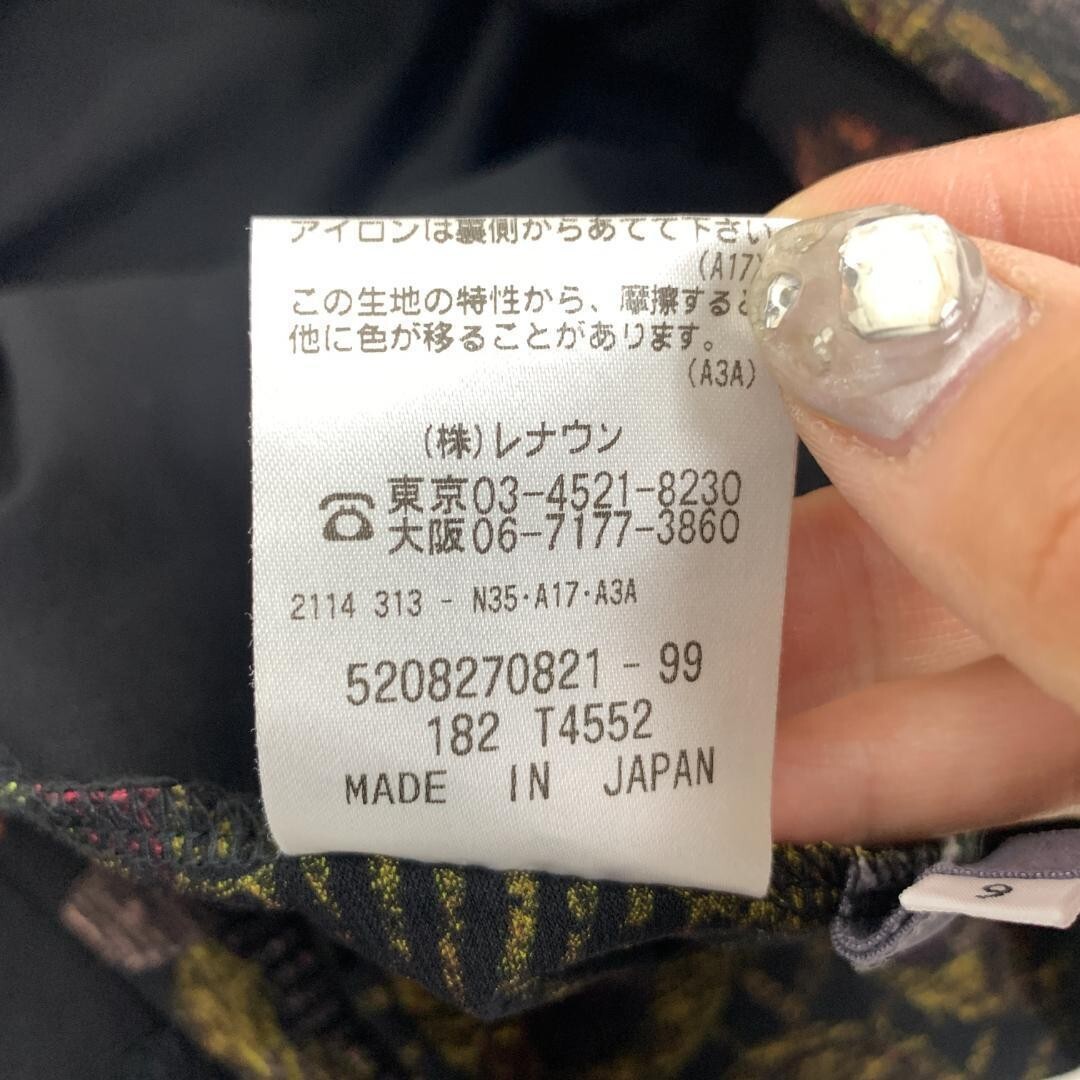 アイロンは裏側からあてて下さい
(A17)
この生地の特性から、摩擦すると
他に色が移ることがあります。
(A3A)
(株)レナウン
☎東京03-4521-8230
大阪06-7177-3860
2114 313 - N35·A17·A3A
5208270821 - 99
182 T4552
MADE IN JAPAN
9